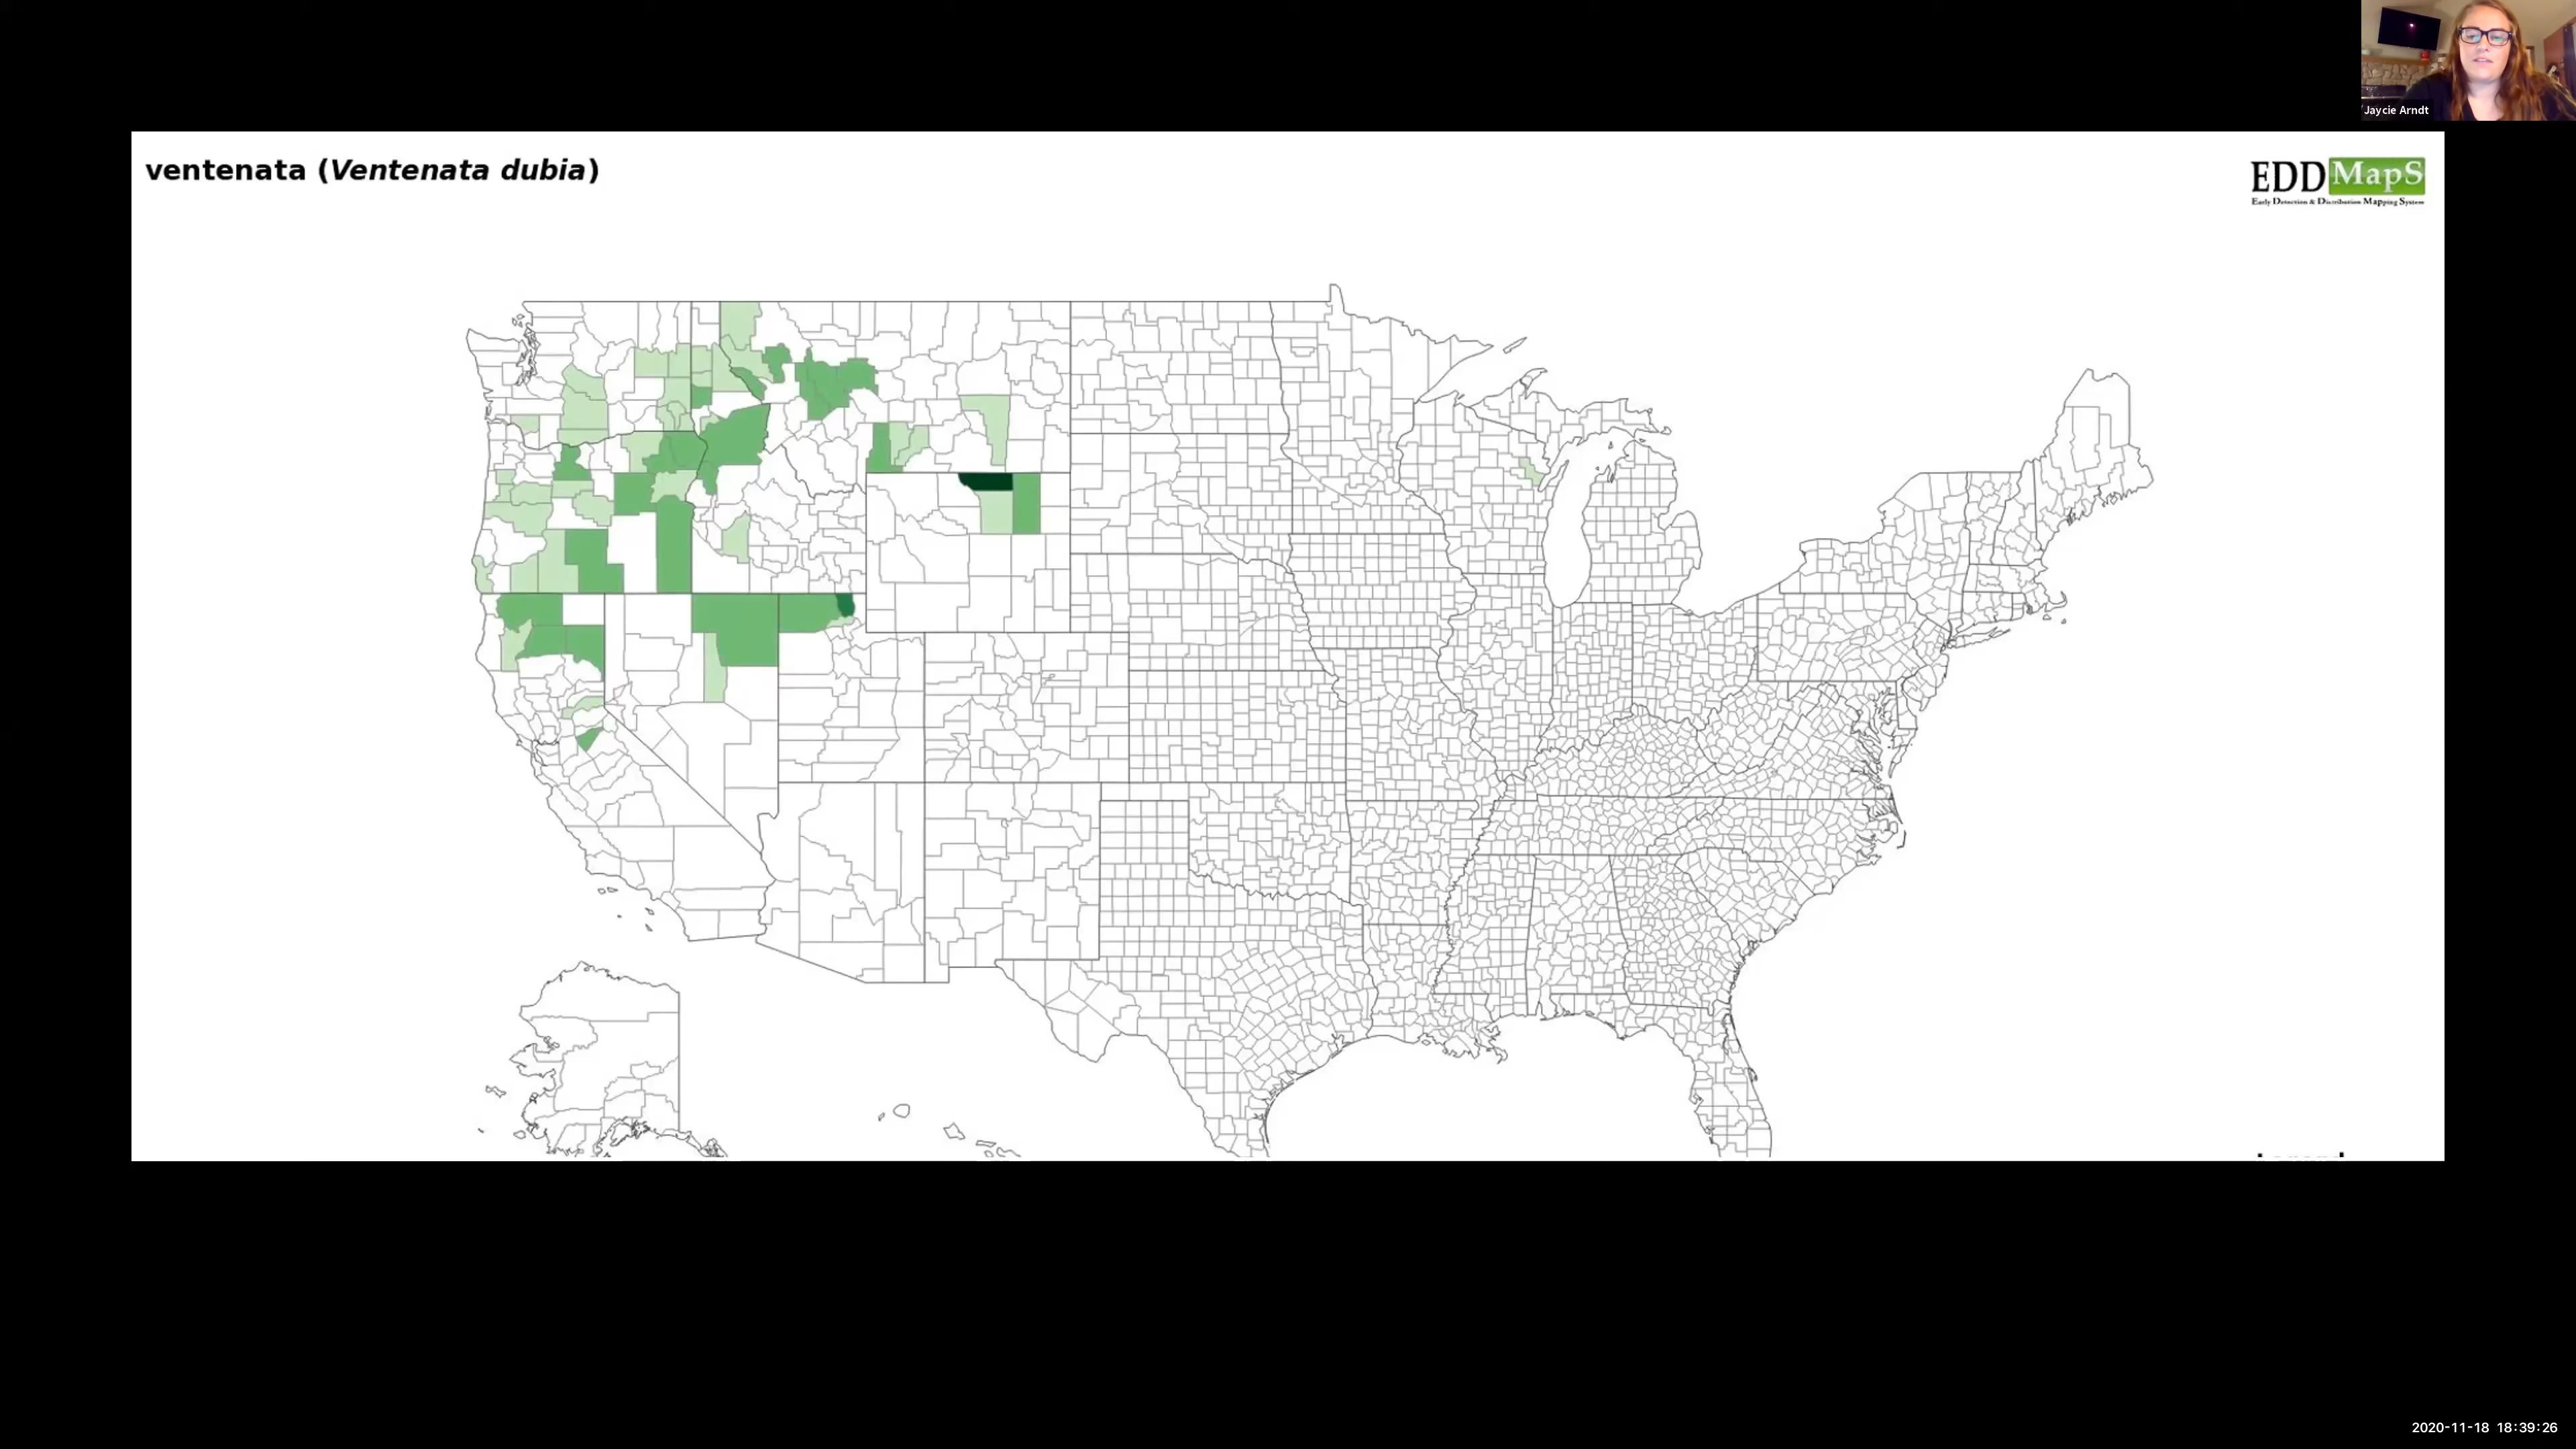 Jaycie Arndt
ventenata (Ventenata dubia)
EDDMapS
Early Detection & Distribution Mapping System
2020-11-18 18:39:26